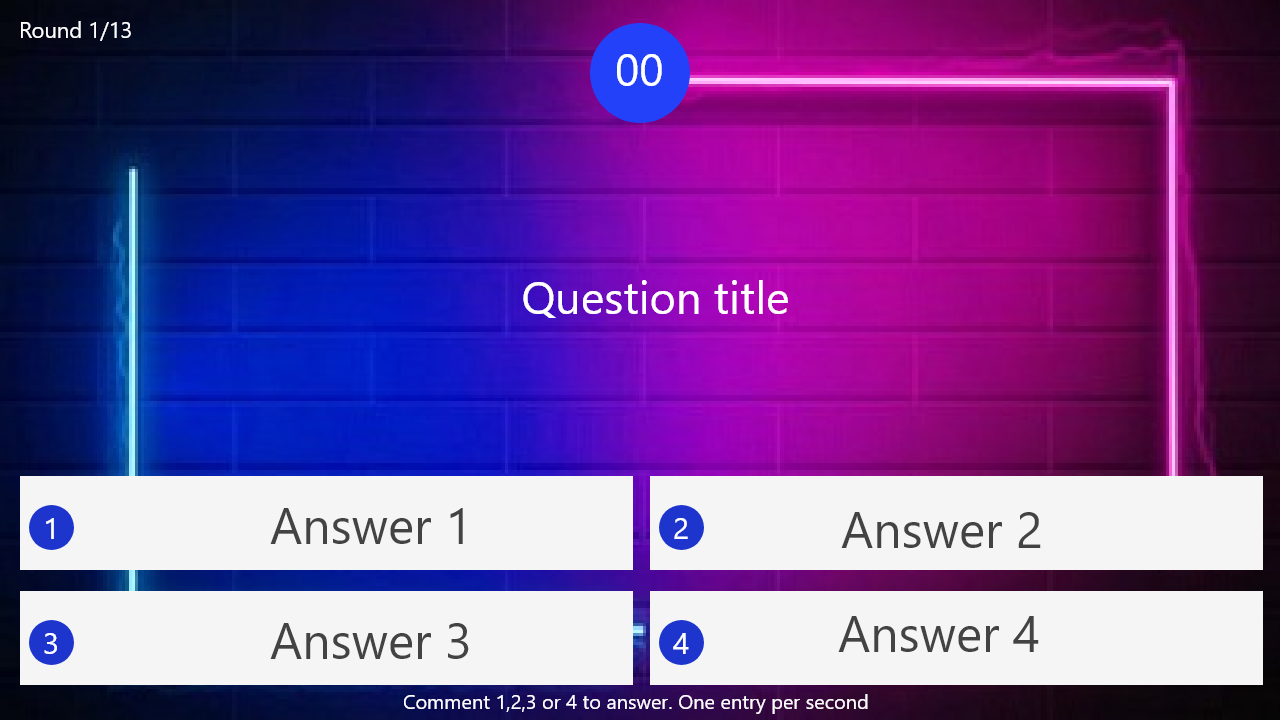 Round 1/13
00
Question title
1 Answer 1
2 Answer 2
3 Answer 3
4 Answer 4
Comment 1,2,3 or 4 to answer. One entry per second